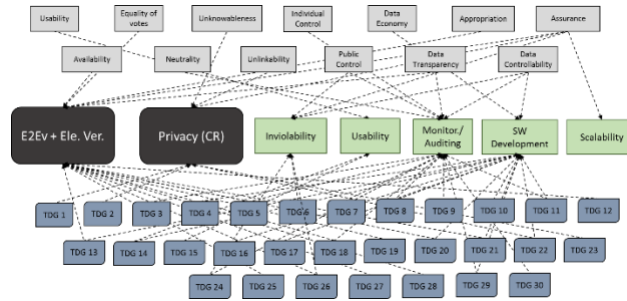 Usability
Equality of
votes
Unknowableness
Individual
Control
Data
Economy
Appropriation
Assurance
Availability
Neutrality
Unlinkability
Public
Control
Data
Transparency
Data
Controllability
E2Ev + Ele. Ver.
Privacy (CR)
Inviolability
Usability
Monitor./
Auditing
SW
Development
Scalability
TDG 1
TDG 2
TDG 3
TDG 4
TDG 5
TDG 6
TDG 7
TDG 8
TDG 9
TDG 10
TDG 11
TDG 12
TDG 13
TDG 14
TDG 15
TDG 16
TDG 17
TDG 18
TDG 19
TDG 20
TDG 21
TDG 22
TDG 23
TDG 24
TDG 25
TDG 26
TDG 27
TDG 28
TDG 29
TDG 30